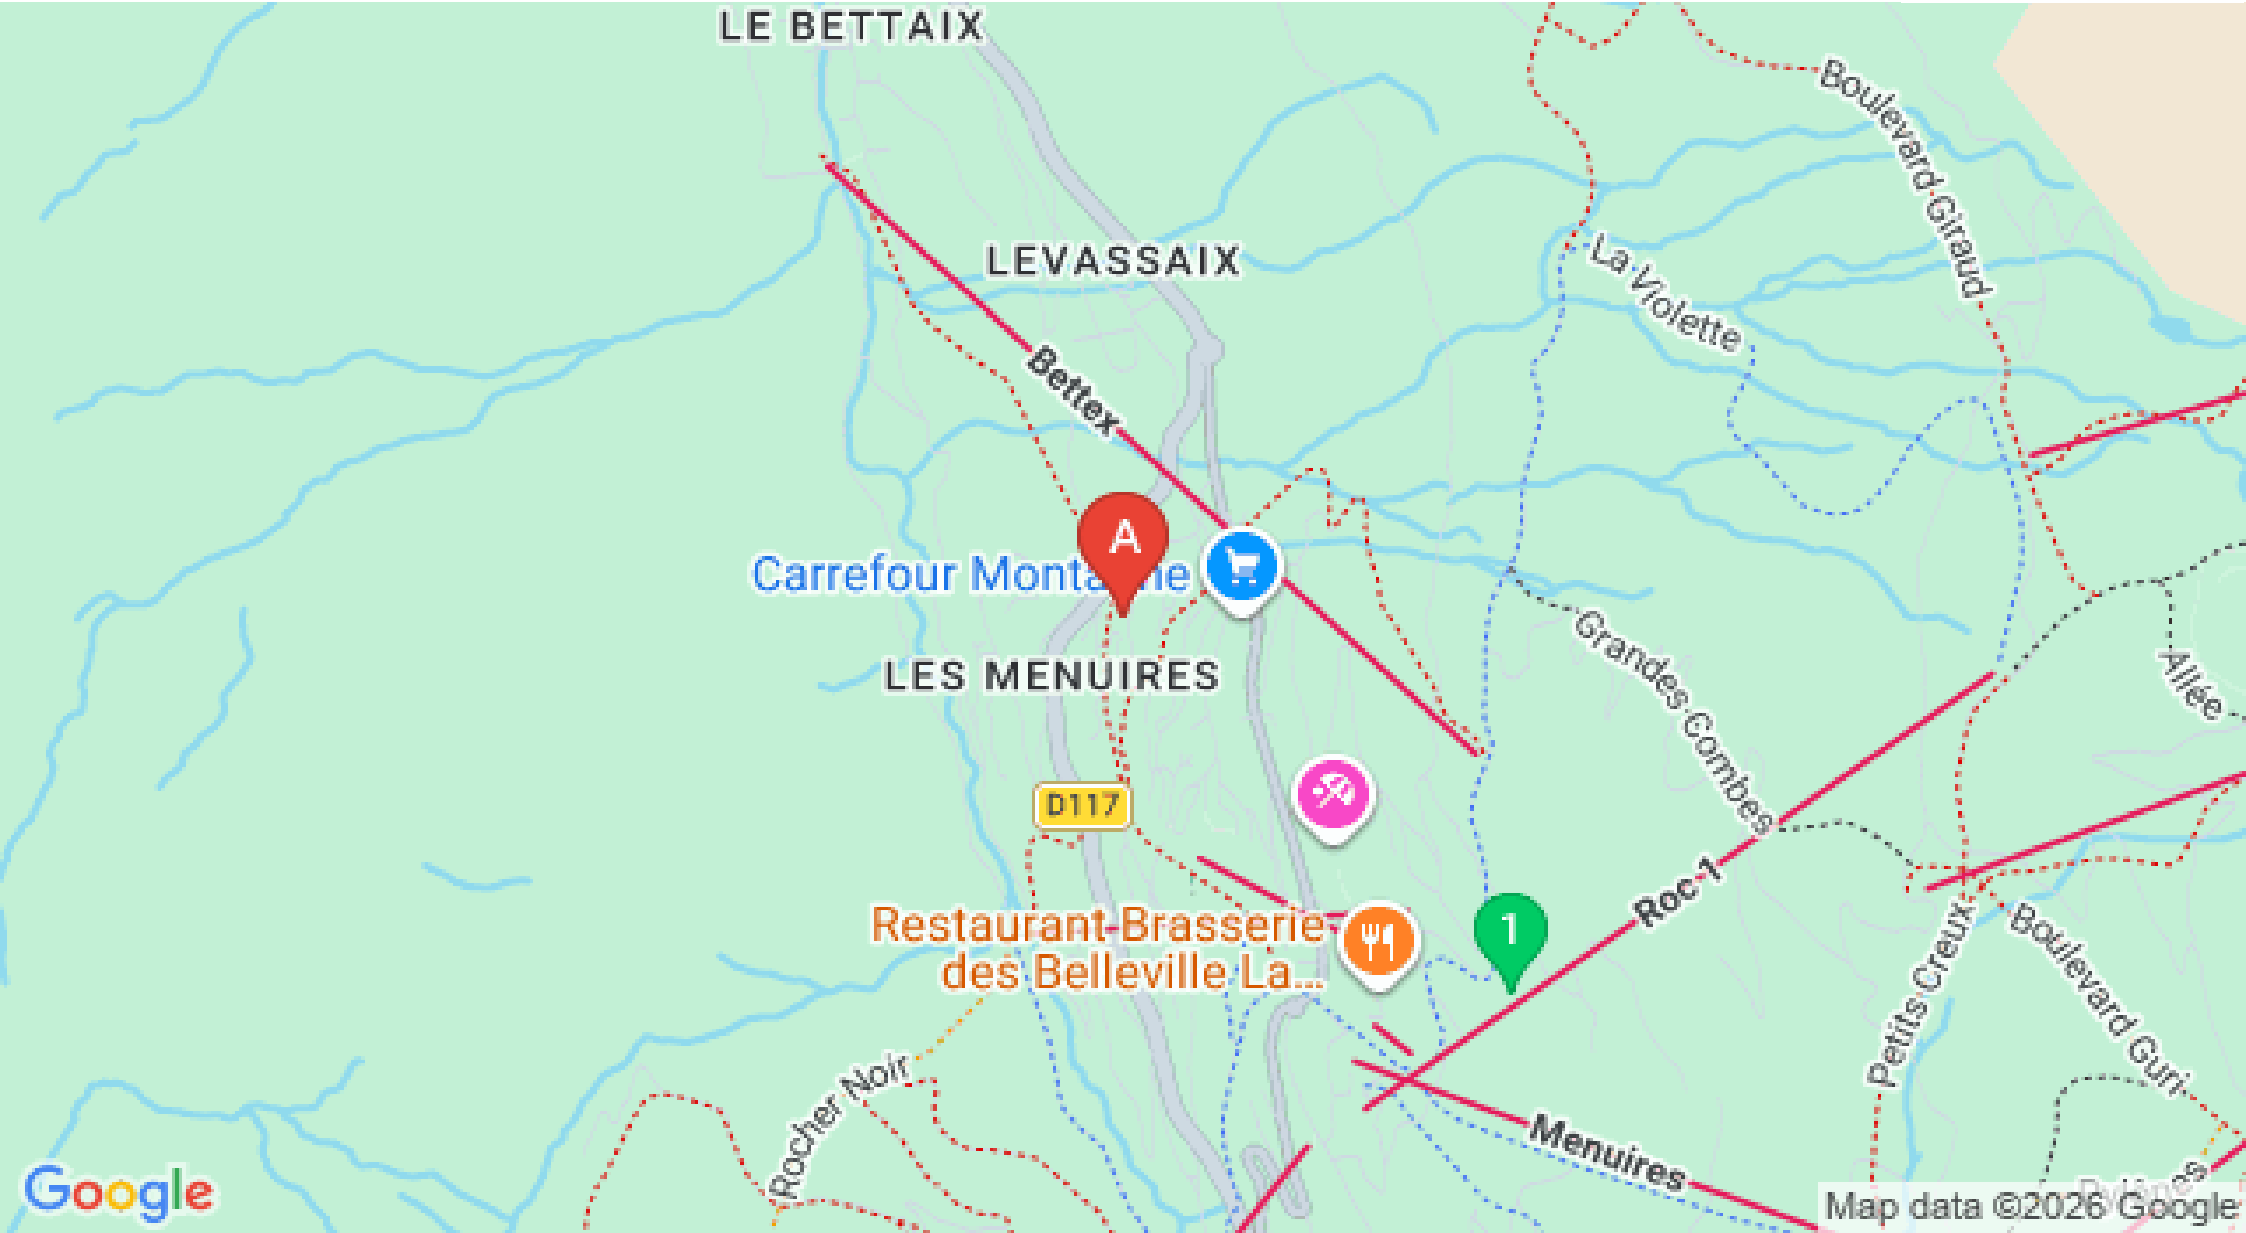 LE BETTAIX
Boulevard Giraud
LEVASSAIX
La Violette
Bettex
A
Carrefour Monta
ne
Grandes Combes
Allée
LES MENUIRES
D117
Roc 1
1
Restaurant Brasserie
des Belleville La...
Petits Creux
Boulevard Guri
Rocher Noir
Menuires
Google
Map data ©2026 Google